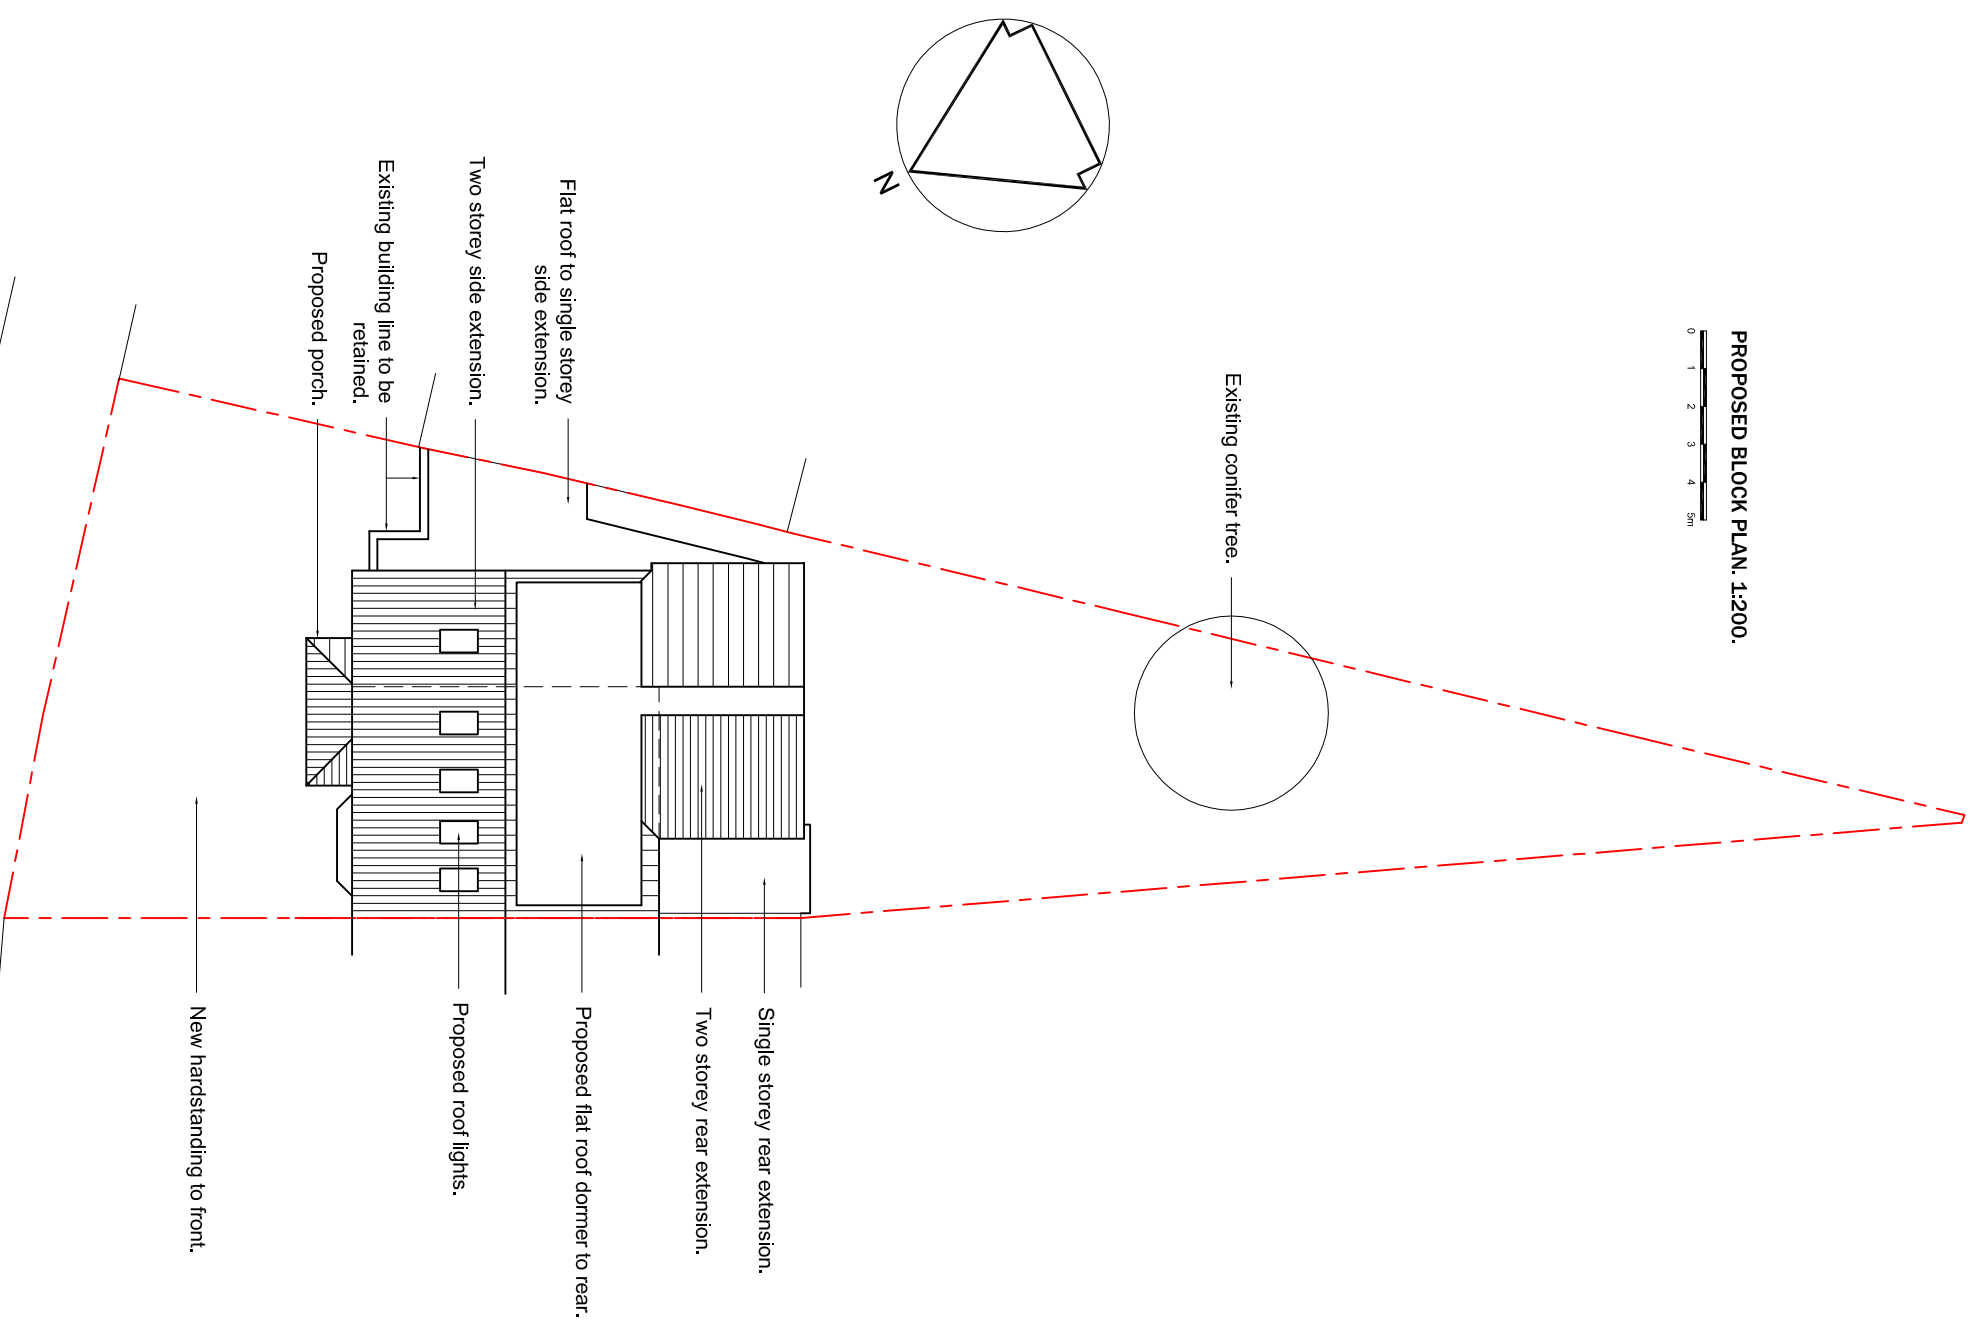 PROPOSED BLOCK PLAN. 1:200.
0 1 2 3 4 5m
Existing conifer tree.
N
Flat roof to single storey
side extension.
Two storey side extension.
Existing building line to be
retained.
Proposed porch.
Single storey rear extension.
Two storey rear extension.
Proposed flat roof dormer to rear.
Proposed roof lights.
New hardstanding to front.